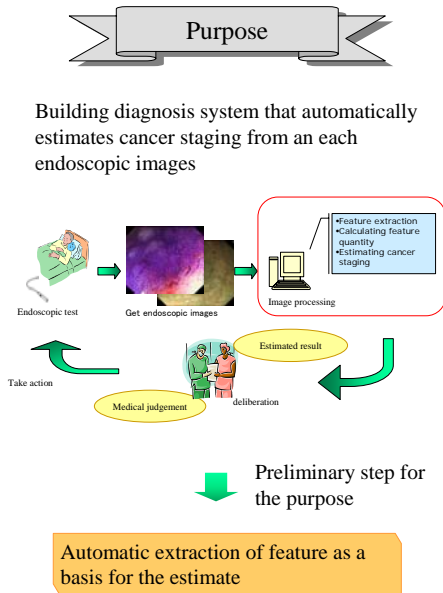 Purpose
Building diagnosis system that automatically
estimates cancer staging from an each
endoscopic images
•Feature extraction
•Calculating feature
quantity
•Estimating cancer
staging
Endoscopic test
Get endoscopic images
Image processing
Estimated result
Take action
Medical judgement
deliberation
Preliminary step for
the purpose
Automatic extraction of feature as a
basis for the estimate